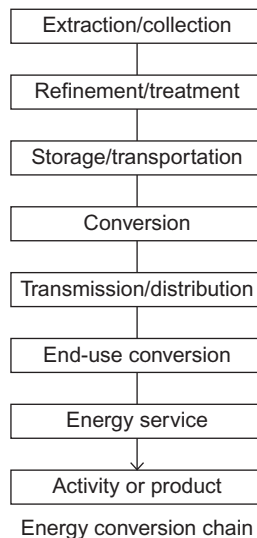 Extraction/collection
Refinement/treatment
Storage/transportation
Conversion
Transmission/distribution
End-use conversion
Energy service
Activity or product
Energy conversion chain